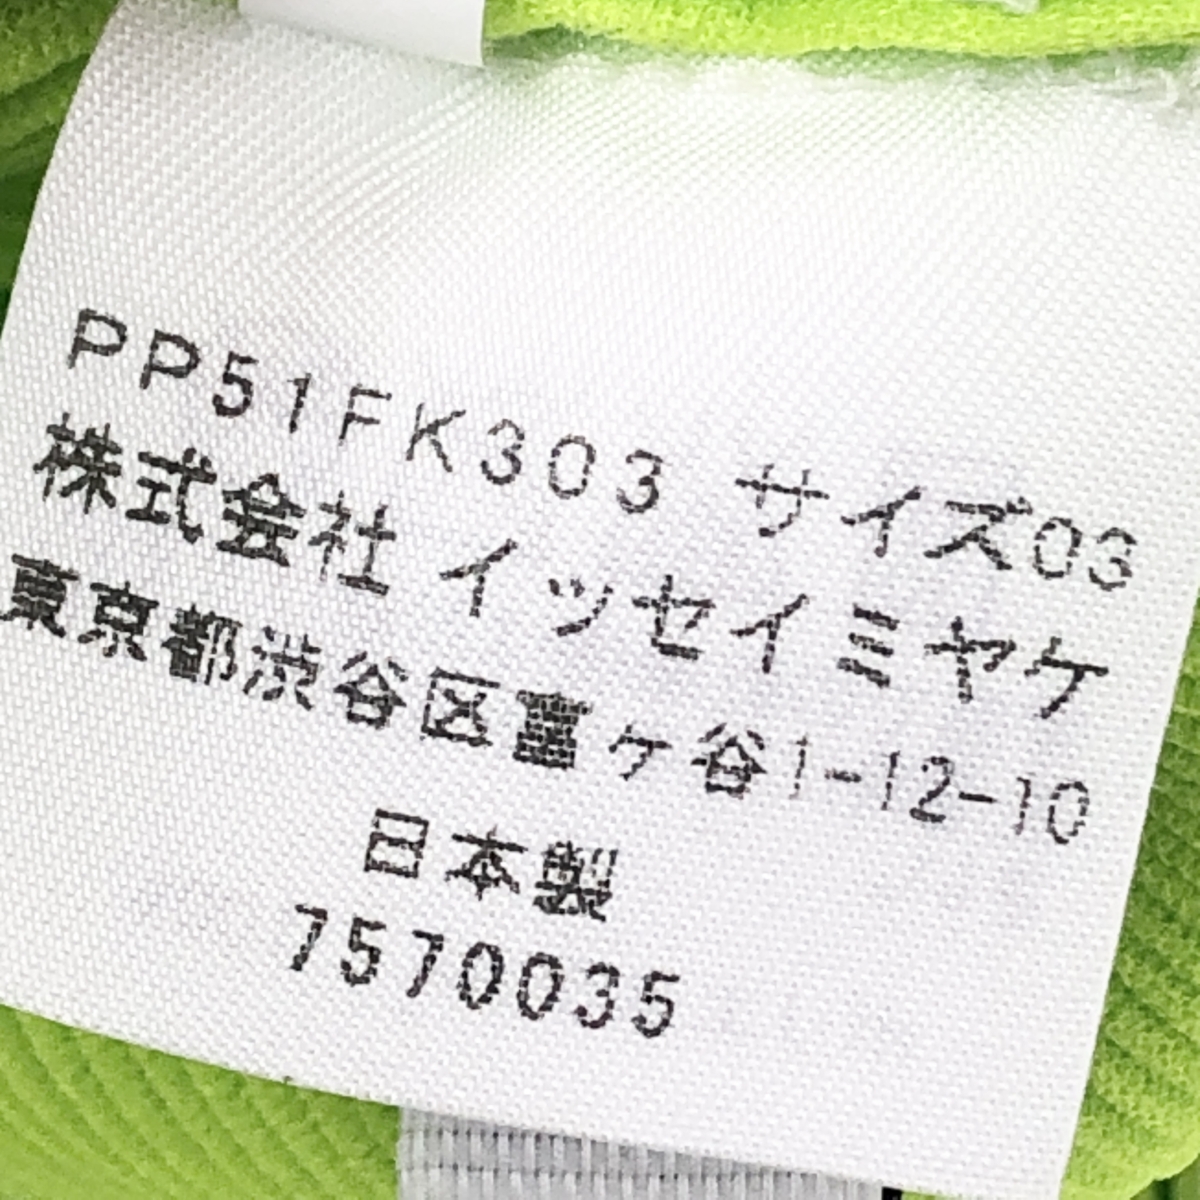 PP51FK303 サイズ03
株式会社 イッセイミヤケ
東京都渋谷区富ヶ谷1-12-10
日本製
7570035